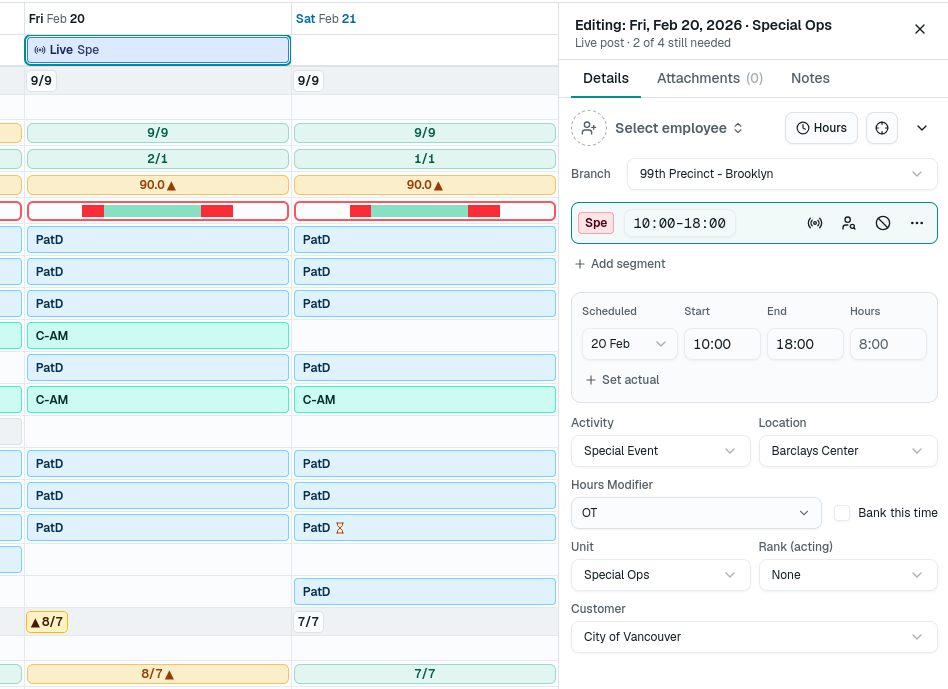 Fri Feb 20
Sat Feb 21
Live Spe
9/9
9/9
9/9
9/9
2/1
1/1
90.0
90.0
PatD
PatD
PatD
PatD
PatD
PatD
C-AM
PatD
PatD
C-AM
C-AM
PatD
PatD
PatD
PatD
PatD
PatD
PatD
8/7
7/7
8/7
7/7
Editing: Fri, Feb 20, 2026 · Special Ops
Live post · 2 of 4 still needed
Details
Attachments (0)
Notes
Select employee
Hours
Branch
99th Precinct - Brooklyn
Spe
10:00–18:00
Add segment
Scheduled
Start
End
Hours
20 Feb
10:00
18:00
8:00
Set actual
Activity
Location
Special Event
Barclays Center
Hours Modifier
OT
Bank this time
Unit
Rank (acting)
Special Ops
None
Customer
City of Vancouver